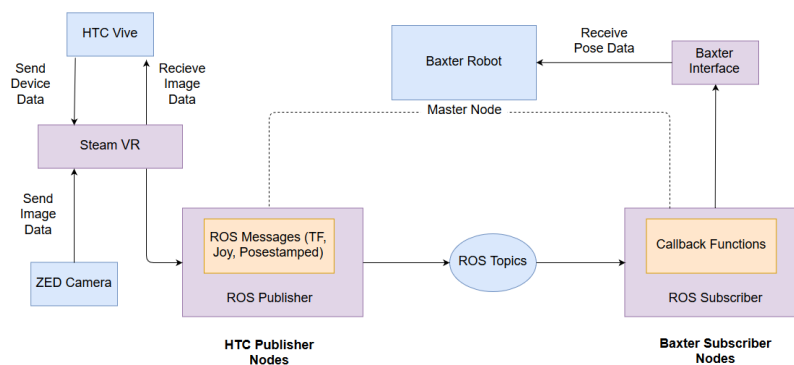 HTC Vive
Send
Device
Data
Recieve
Image
Data
Steam VR
Send
Image
Data
ZED Camera
Baxter Robot
Receive
Pose Data
Baxter
Interface
Master Node
ROS Messages (TF,
Joy, Posestamped)
ROS Publisher
ROS Topics
Callback Functions
ROS Subscriber
HTC Publisher
Nodes
Baxter Subscriber
Nodes